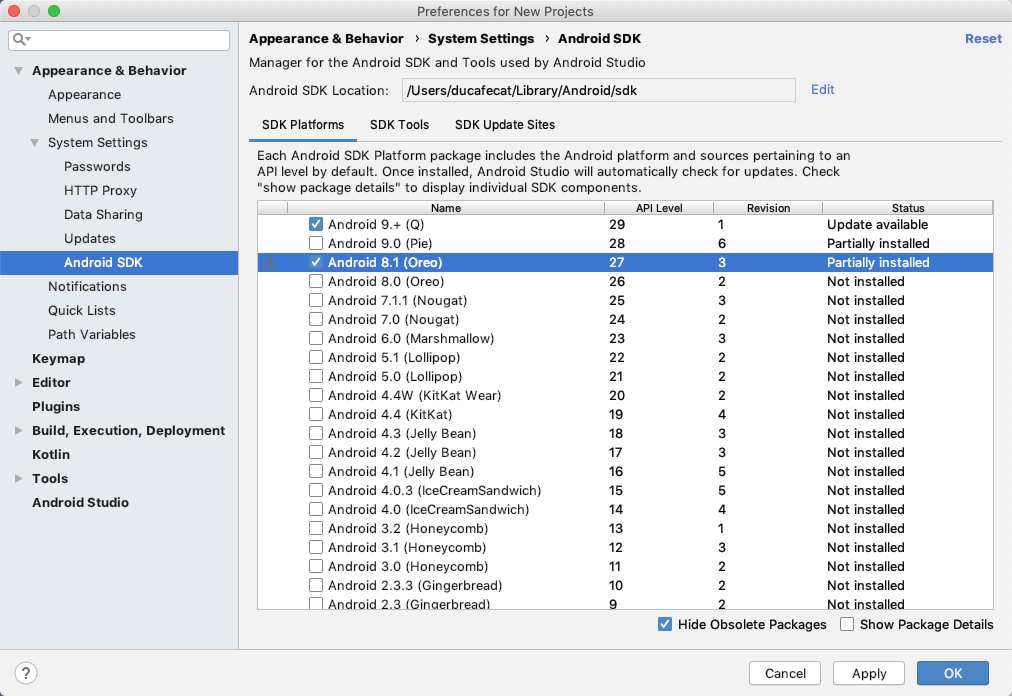 Preferences for New Projects
Appearance & Behavior
Appearance
Menus and Toolbars
System Settings
Passwords
HTTP Proxy
Data Sharing
Updates
Android SDK
Notifications
Quick Lists
Path Variables
Keymap
Editor
Plugins
Build, Execution, Deployment
Kotlin
Tools
Android Studio
Appearance & Behavior › System Settings › Android SDK Reset
Manager for the Android SDK and Tools used by Android Studio
Android SDK Location: /Users/ducafecat/Library/Android/sdk Edit
SDK Platforms SDK Tools SDK Update Sites
Each Android SDK Platform package includes the Android platform and sources pertaining to an
API level by default. Once installed, Android Studio will automatically check for updates. Check
"show package details" to display individual SDK components.
Name API Level Revision Status
Android 9.+ (Q) 29 1 Update available
Android 9.0 (Pie) 28 6 Partially installed
Android 8.1 (Oreo) 27 3 Partially installed
Android 8.0 (Oreo) 26 2 Not installed
Android 7.1.1 (Nougat) 25 3 Not installed
Android 7.0 (Nougat) 24 2 Not installed
Android 6.0 (Marshmallow) 23 3 Not installed
Android 5.1 (Lollipop) 22 2 Not installed
Android 5.0 (Lollipop) 21 2 Not installed
Android 4.4W (KitKat Wear) 20 2 Not installed
Android 4.4 (KitKat) 19 4 Not installed
Android 4.3 (Jelly Bean) 18 3 Not installed
Android 4.2 (Jelly Bean) 17 3 Not installed
Android 4.1 (Jelly Bean) 16 5 Not installed
Android 4.0.3 (IceCreamSandwich) 15 5 Not installed
Android 4.0 (IceCreamSandwich) 14 4 Not installed
Android 3.2 (Honeycomb) 13 1 Not installed
Android 3.1 (Honeycomb) 12 3 Not installed
Android 3.0 (Honeycomb) 11 2 Not installed
Android 2.3.3 (Gingerbread) 10 2 Not installed
Android 2.3 (Gingerbread) 9 2 Not installed
Hide Obsolete Packages Show Package Details
? Cancel Apply OK